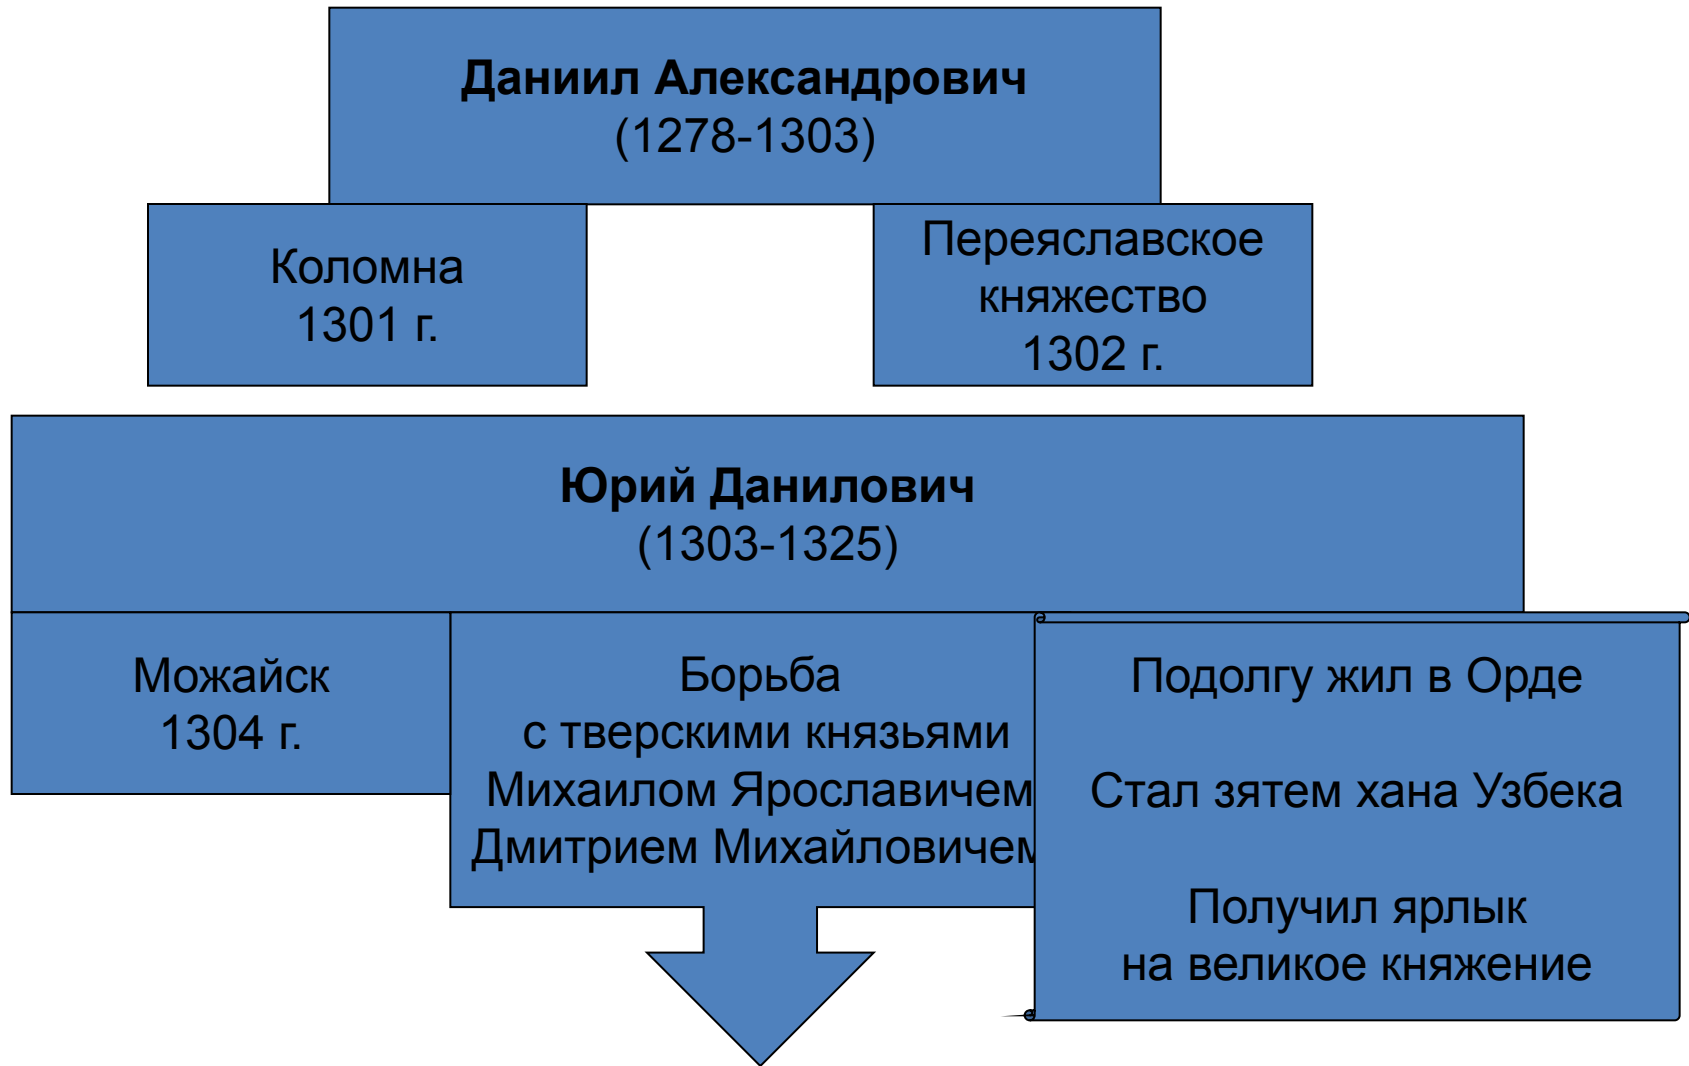 Даниил Александрович
(1278-1303)
Коломна
1301 г.
Переяславское
княжество
1302 г.
Юрий Данилович
(1303-1325)
Можайск
1304 г.
Борьба
с тверскими князьями
Михаилом Ярославичем
Дмитрием Михайловичем
Подолгу жил в Орде
Стал зятем хана Узбека
Получил ярлык
на великое княжение